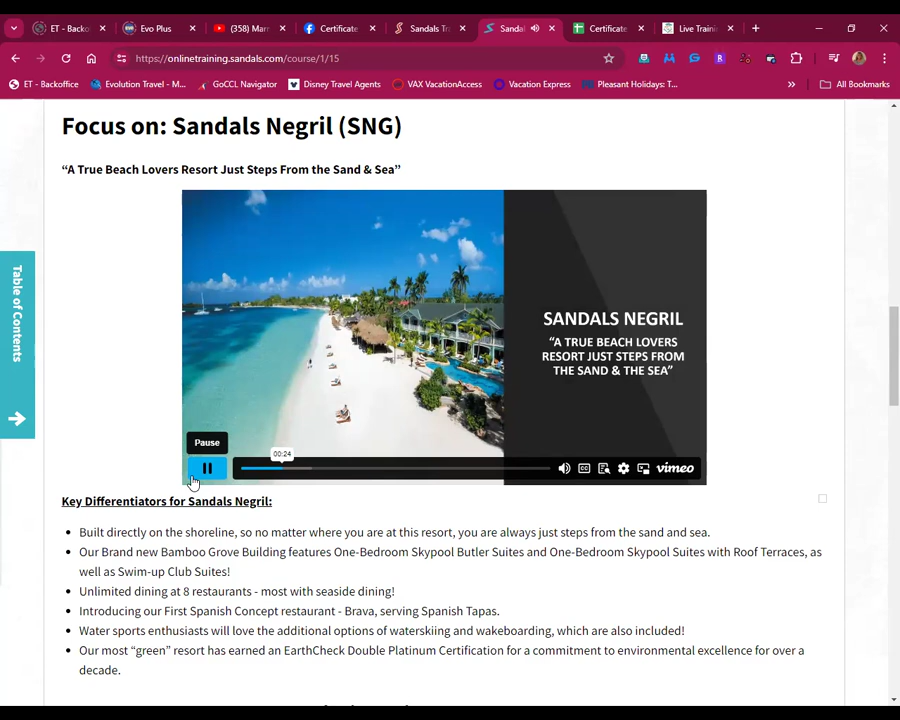 ET - Backo
Evo Plus
(358) Mar
Certificate
Sandals Tr
Sandal
Certificate
Live Traini
https://onlinetraining.sandals.com/course/1/15
ET - Backoffice
Evolution Travel - M...
GoCCL Navigator
Disney Travel Agents
VAX VacationAccess
Vacation Express
Pleasant Holidays: T...
All Bookmarks
Focus on: Sandals Negril (SNG)
“A True Beach Lovers Resort Just Steps From the Sand & Sea”
Table of Contents
SANDALS NEGRIL
“A TRUE BEACH LOVERS
RESORT JUST STEPS FROM
THE SAND & THE SEA”
Pause
00:24
CC
vimeo
Key Differentiators for Sandals Negril:
Built directly on the shoreline, so no matter where you are at this resort, you are always just steps from the sand and sea.
Our Brand new Bamboo Grove Building features One-Bedroom Skypool Butler Suites and One-Bedroom Skypool Suites with Roof Terraces, as
well as Swim-up Club Suites!
Unlimited dining at 8 restaurants - most with seaside dining!
Introducing our First Spanish Concept restaurant - Brava, serving Spanish Tapas.
Water sports enthusiasts will love the additional options of waterskiing and wakeboarding, which are also included!
Our most “green” resort has earned an EarthCheck Double Platinum Certification for a commitment to environmental excellence for over a
decade.